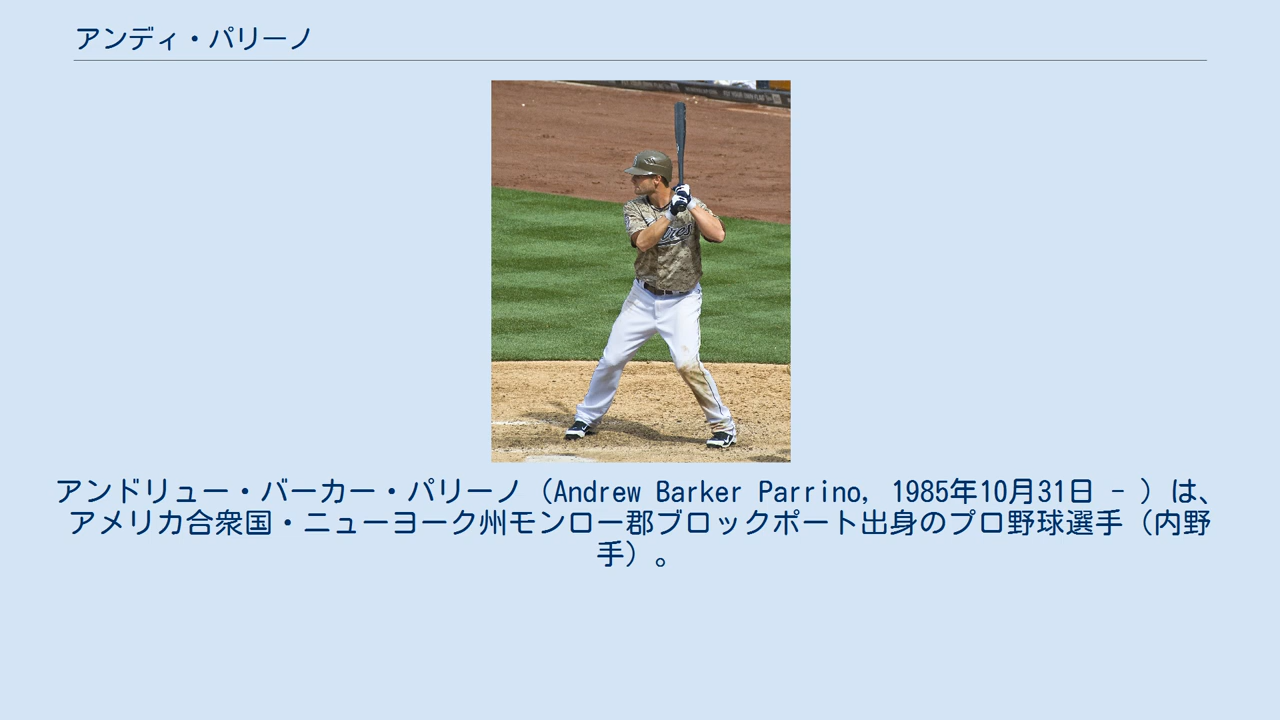 アンディ・パリーノ
アンドリュー・バーカー・パリーノ（Andrew Barker Parrino, 1985年10月31日 - ）は、
アメリカ合衆国・ニューヨーク州モンロー郡ブロックポート出身のプロ野球選手（内野
手）。